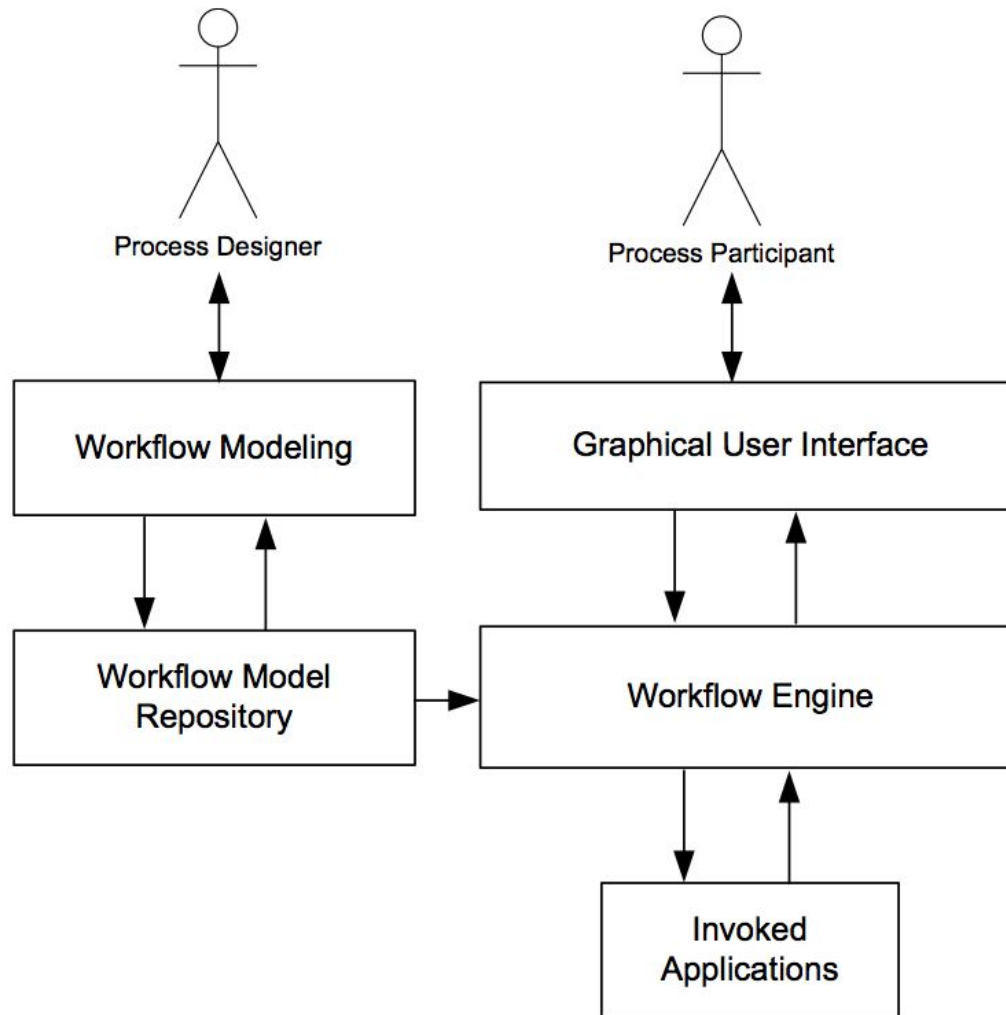 Process Designer
Process Participant
Workflow Modeling
Graphical User Interface
Workflow Model
Repository
Workflow Engine
Invoked
Applications